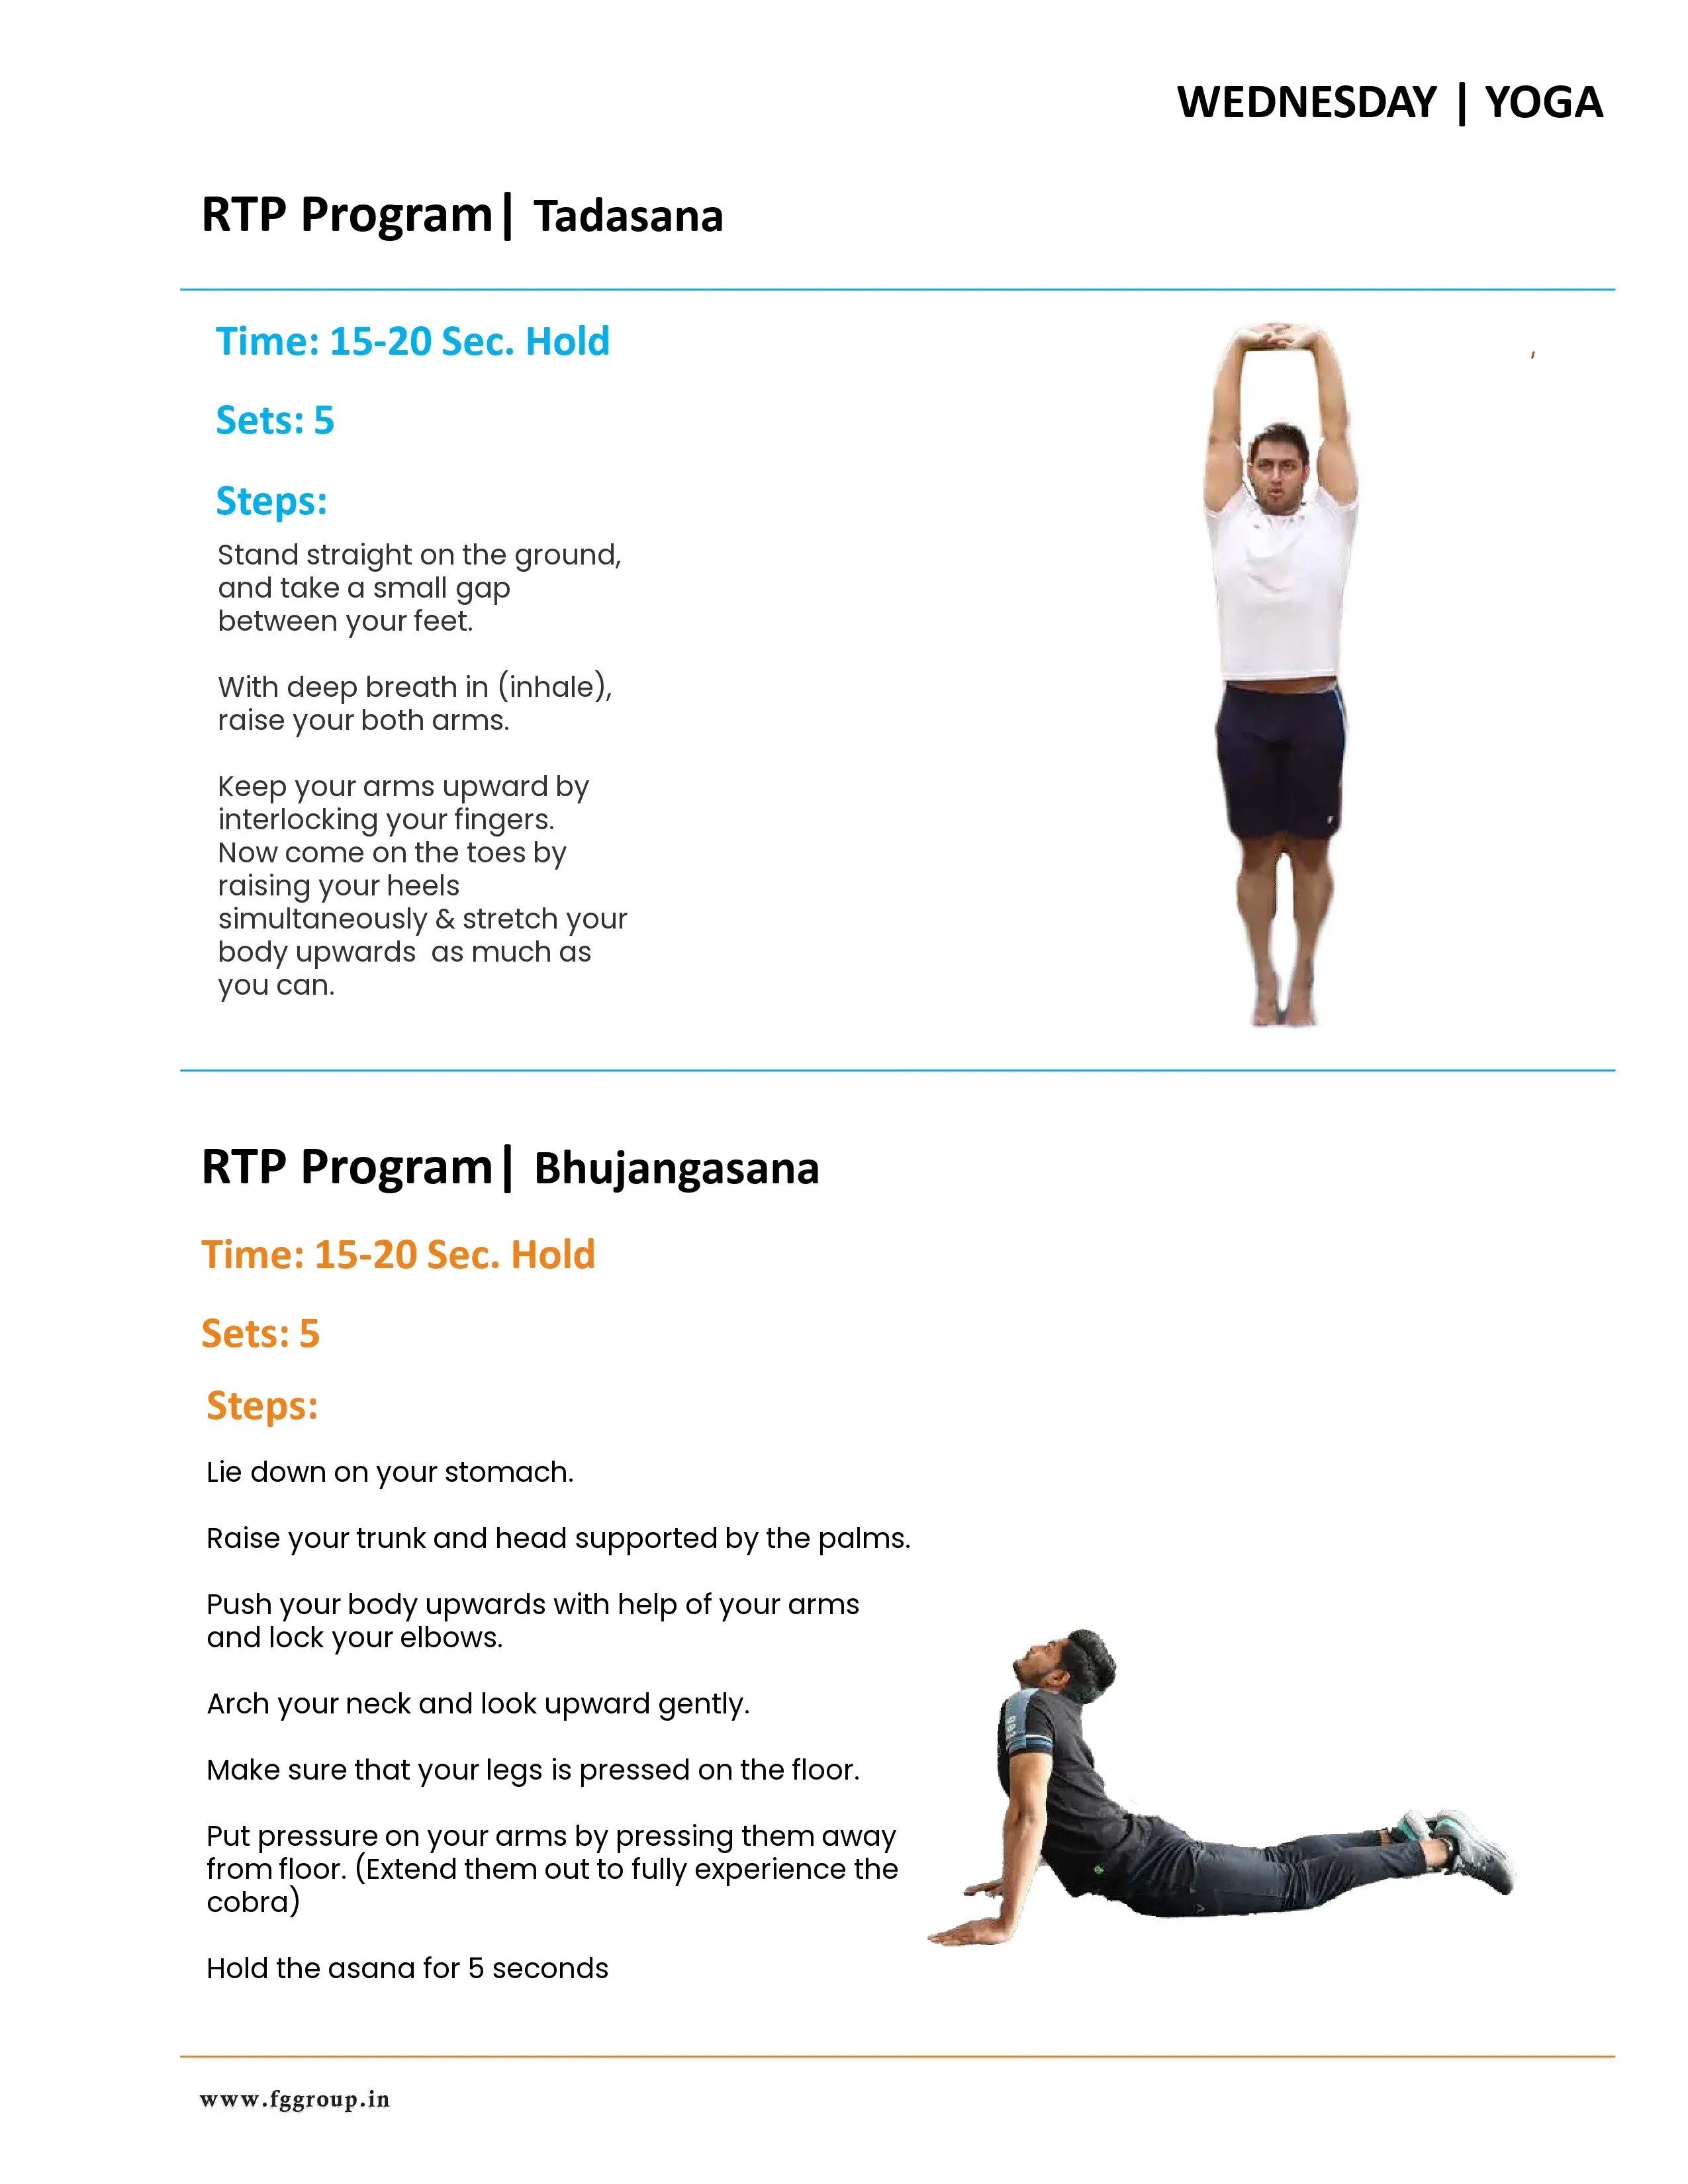 WEDNESDAY | YOGA
RTP Program| Tadasana
Time: 15-20 Sec. Hold
Sets: 5
Steps:
Stand straight on the ground,
and take a small gap
between your feet.
With deep breath in (inhale),
raise your both arms.
Keep your arms upward by
interlocking your fingers.
Now come on the toes by
raising your heels
simultaneously & stretch your
body upwards  as much as
you can.
RTP Program| Bhujangasana
Time: 15-20 Sec. Hold
Sets: 5
Steps:
Lie down on your stomach.
Raise your trunk and head supported by the palms.
Push your body upwards with help of your arms
and lock your elbows.
Arch your neck and look upward gently.
Make sure that your legs is pressed on the floor.
Put pressure on your arms by pressing them away
from floor. (Extend them out to fully experience the
cobra)
Hold the asana for 5 seconds
www.fggroup.in